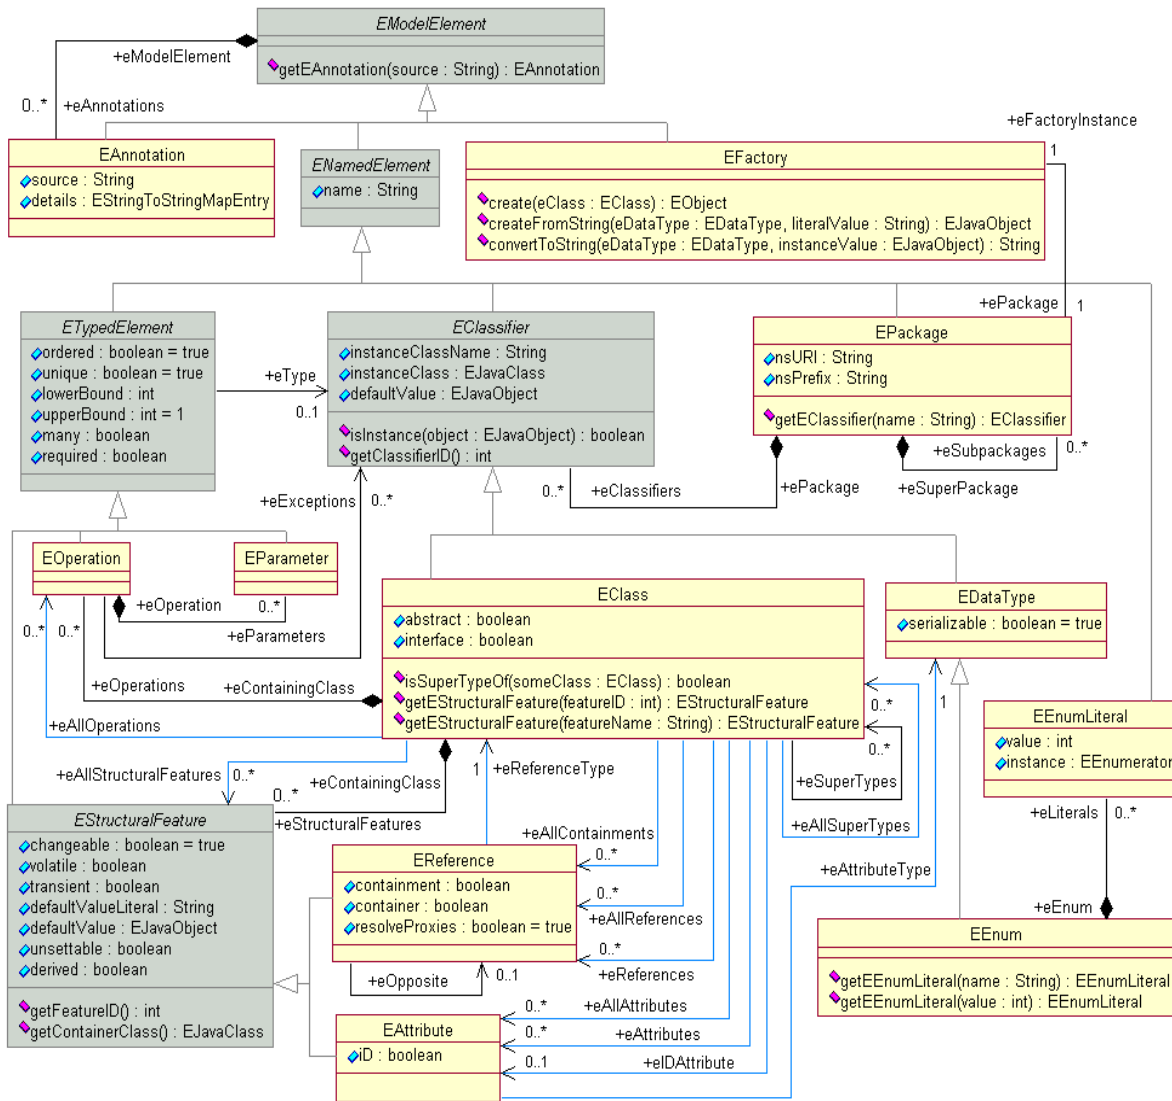 EModelElement
getEAnnotation(source : String) : EAnnotation
+eModelElement
0..*
+eAnnotations
+eFactoryInstance
1
EAnnotation
source : String
details : EStringToStringMapEntry
ENamedElement
name : String
EFactory
create(eClass : EClass) : EObject
createFromString(eDataType : EDataType, literalValue : String) : EJavaObject
convertToString(eDataType : EDataType, instanceValue : EJavaObject) : String
+ePackage
1
ETypedElement
ordered : boolean = true
unique : boolean = true
lowerBound : int
upperBound : int = 1
many : boolean
required : boolean
+eType
0..1
EClassifier
instanceClassName : String
instanceClass : EJavaClass
defaultValue : EJavaObject
isInstance(object : EJavaObject) : boolean
getClassifierID() : int
EPackage
nsURI : String
nsPrefix : String
getEClassifier(name : String) : EClassifier
+eSubpackages
0..*
+eSuperPackage
+eExceptions
0..*
0..*
+eClassifiers
+ePackage
EOperation
EParameter
+eOperation
0..*
+eParameters
0..*
0..*
+eOperations
+eContainingClass
+eAllOperations
EClass
abstract : boolean
interface : boolean
isSuperTypeOf(someClass : EClass) : boolean
getEStructuralFeature(featureID : int) : EStructuralFeature
getEStructuralFeature(featureName : String) : EStructuralFeature
EDataType
serializable : boolean = true
0..*
0..*
1
+eSuperTypes
+eAllSuperTypes
EEnumLiteral
value : int
instance : EEnumerator
+eLiterals
0..*
+eAllStructuralFeatures
0..*
+eContainingClass
0..*
+eStructuralFeatures
1
+eReferenceType
+eAllContainments
0..*
0..*
+eAllReferences
0..*
+eReferences
+eAttributeType
+eEnum
EStructuralFeature
changeable : boolean = true
volatile : boolean
transient : boolean
defaultValueLiteral : String
defaultValue : EJavaObject
unsettable : boolean
derived : boolean
getFeatureID() : int
getContainerClass() : EJavaClass
EReference
containment : boolean
container : boolean
resolveProxies : boolean = true
+eOpposite
0..1
EEnum
getEEnumLiteral(name : String) : EEnumLiteral
getEEnumLiteral(value : int) : EEnumLiteral
0..*
+eAllAttributes
0..*
+eAttributes
0..1
+eIDAttribute
EAttribute
iD : boolean